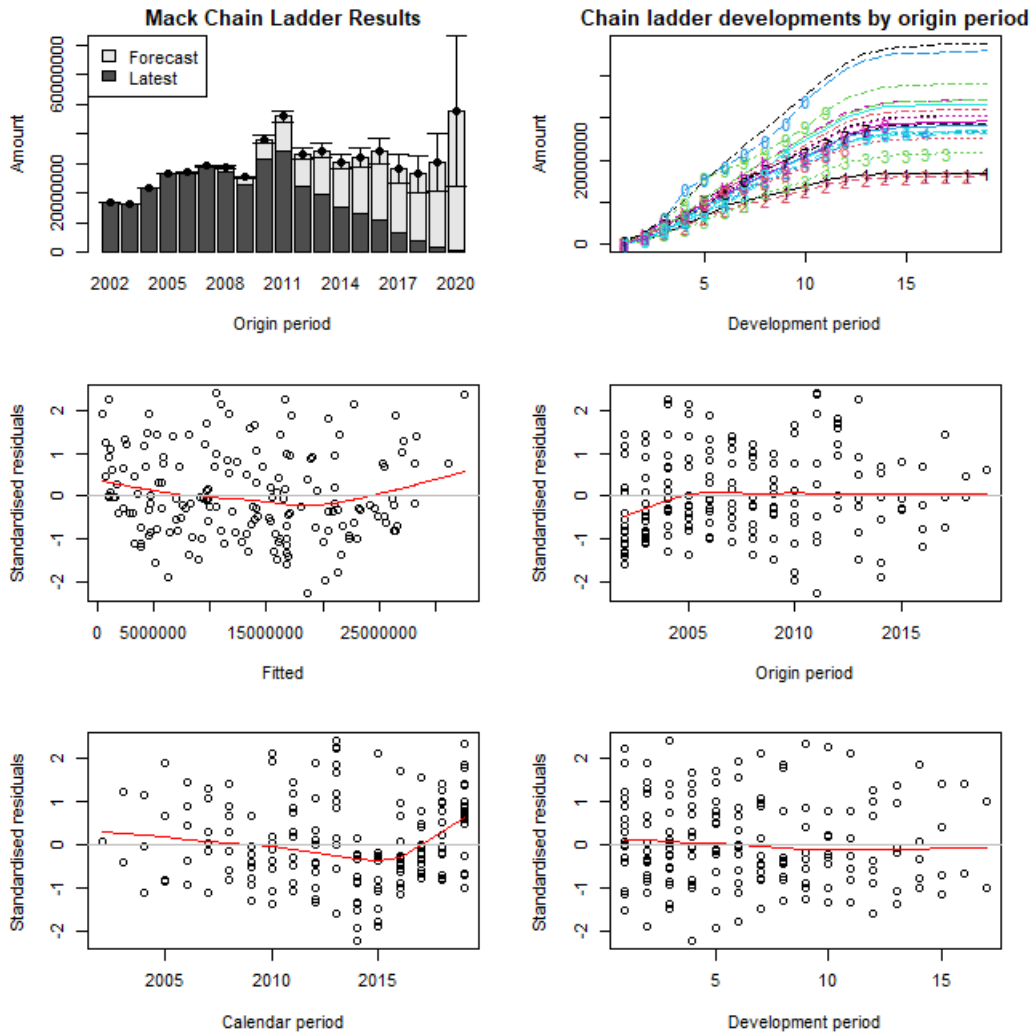 Mack Chain Ladder Results
Forecast
Latest
Amount
0
20000000
40000000
60000000
2002 2005 2008 2011 2014 2017 2020
Origin period
Chain ladder developments by origin period
Amount
0
20000000
5 10 15
Development period
Standardised residuals
-2 -1 0 1 2
0 5000000 15000000 25000000
Fitted
Standardised residuals
-2 -1 0 1 2
2005 2010 2015
Origin period
Standardised residuals
-2 -1 0 1 2
2005 2010 2015
Calendar period
Standardised residuals
-2 -1 0 1 2
5 10 15
Development period